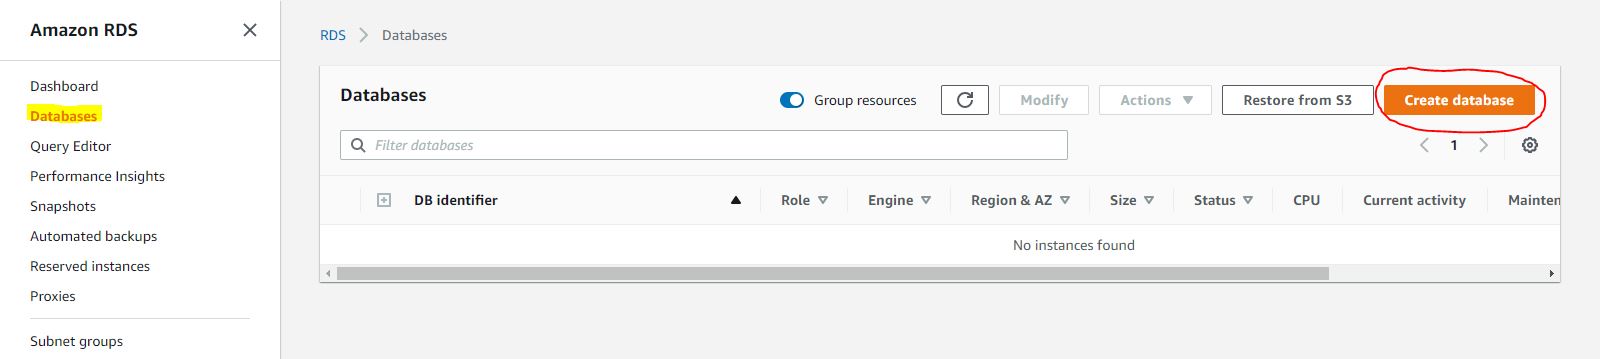 Amazon RDS
Dashboard
Databases
Query Editor
Performance Insights
Snapshots
Automated backups
Reserved instances
Proxies
Subnet groups
RDS Databases
Databases Group resources Modify Actions Restore from S3 Create database
Filter databases 1
DB identifier Role Engine Region & AZ Size Status CPU Current activity Mainten
No instances found